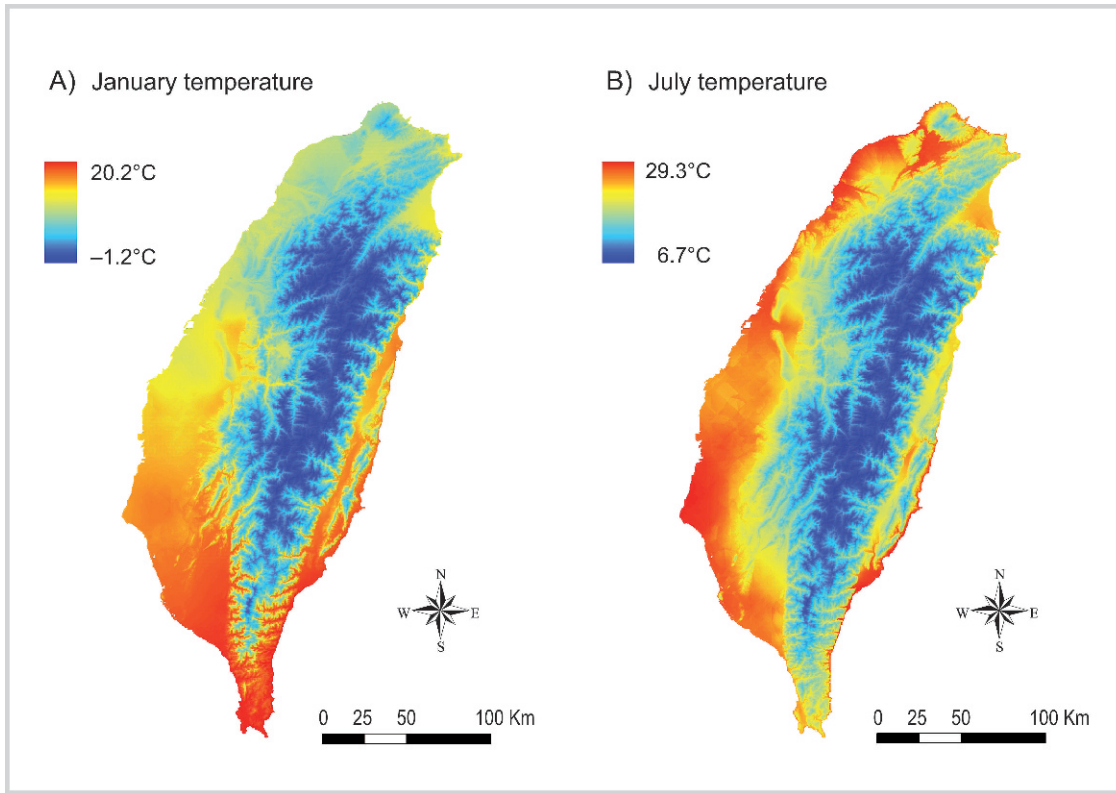 A) January temperature
20.2°C
–1.2°C
N
W E
S
0 25 50 100 Km
B) July temperature
29.3°C
6.7°C
N
W E
S
0 25 50 100 Km